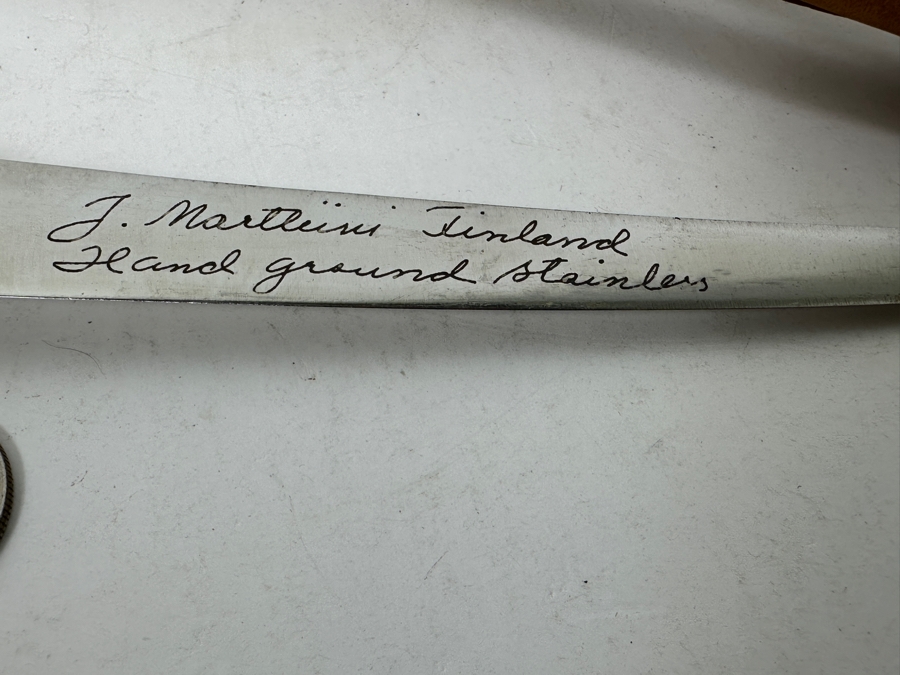 J. Marttiini Finland
Hand ground stainless